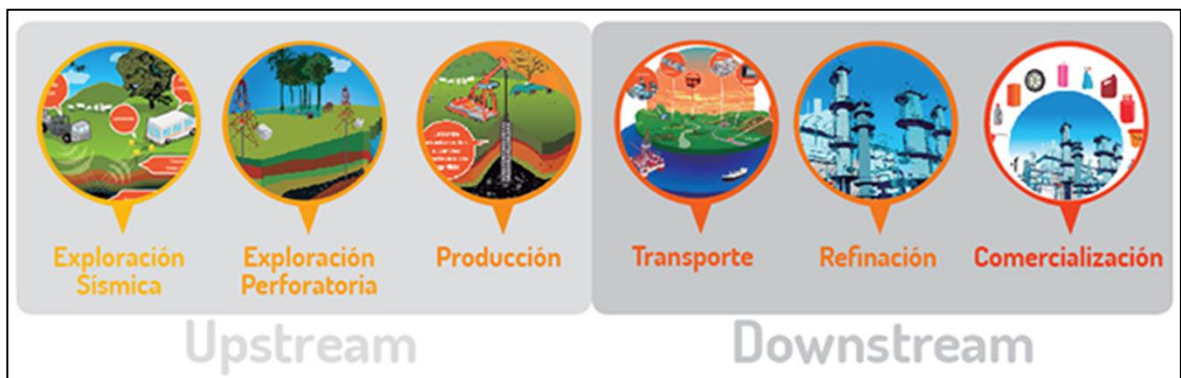 Exploración
Sísmica
Exploración
Perforatoria
Producción
Transporte
Refinación
Comercialización
Upstream
Downstream